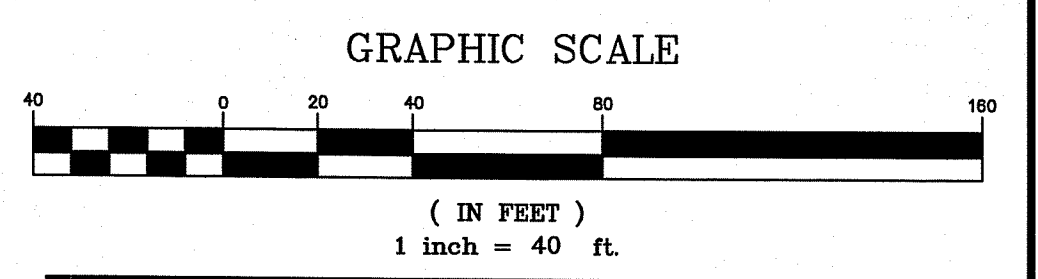 GRAPHIC SCALE
40 0 20 40 80 160
( IN FEET )
1 inch = 40 ft.